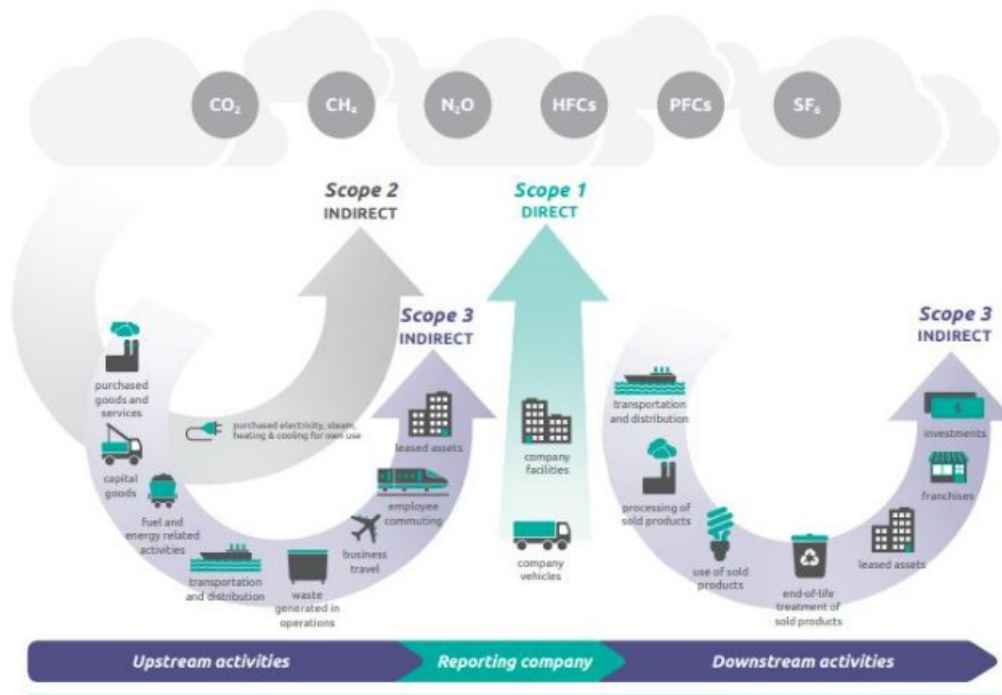 CO₂
CH₄
N₂O
HFCs
PFCs
SF₆
Scope 2
INDIRECT
Scope 1
DIRECT
Scope 3
INDIRECT
Scope 3
INDIRECT
purchased
goods and
services
capital
goods
fuel and
energy related
activities
transportation
and distribution
waste
generated in
operations
business
travel
employee
commuting
leased assets
purchased electricity, steam,
heating & cooling for own use
company
facilities
company
vehicles
transportation
and distribution
processing of
sold products
use of sold
products
end-of-life
treatment of
sold products
leased assets
franchises
$
investments
Upstream activities
Reporting company
Downstream activities